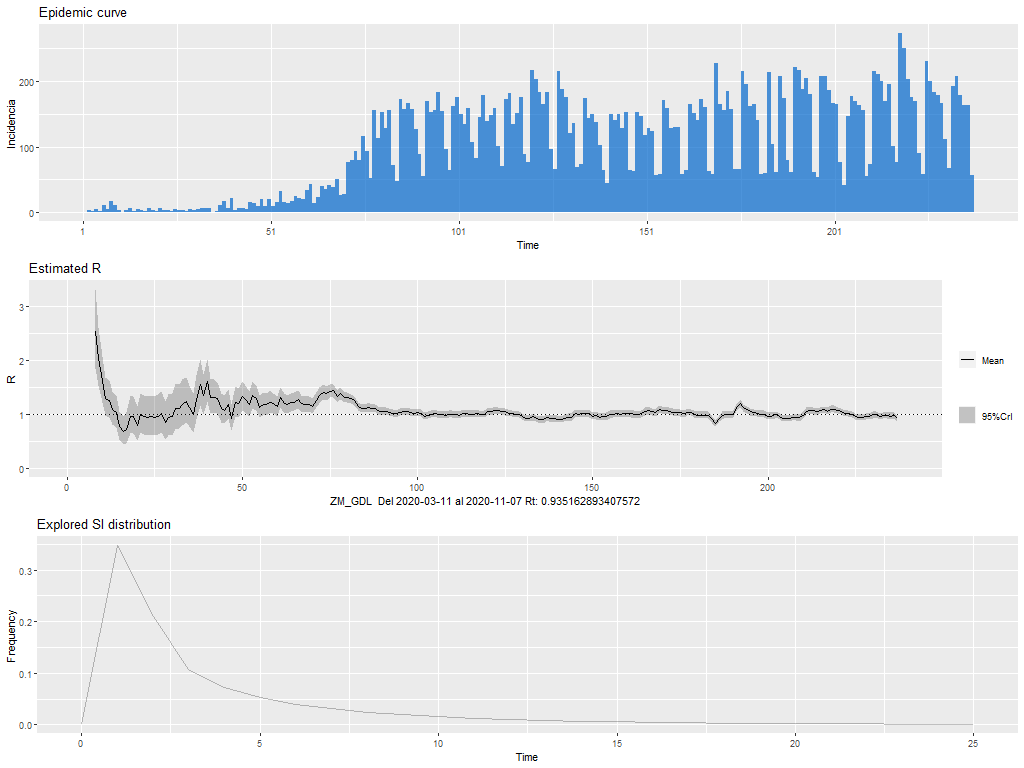 Epidemic curve
Incidencia
200
100
0
1 51 101 151 201
Time
Estimated R
R
3
2
1
0
Mean
95%CrI
0 50 100 150 200
ZM_GDL Del 2020-03-11 al 2020-11-07 Rt: 0.935162893407572
Explored SI distribution
Frequency
0.3
0.2
0.1
0.0
0 5 10 15 20 25
Time